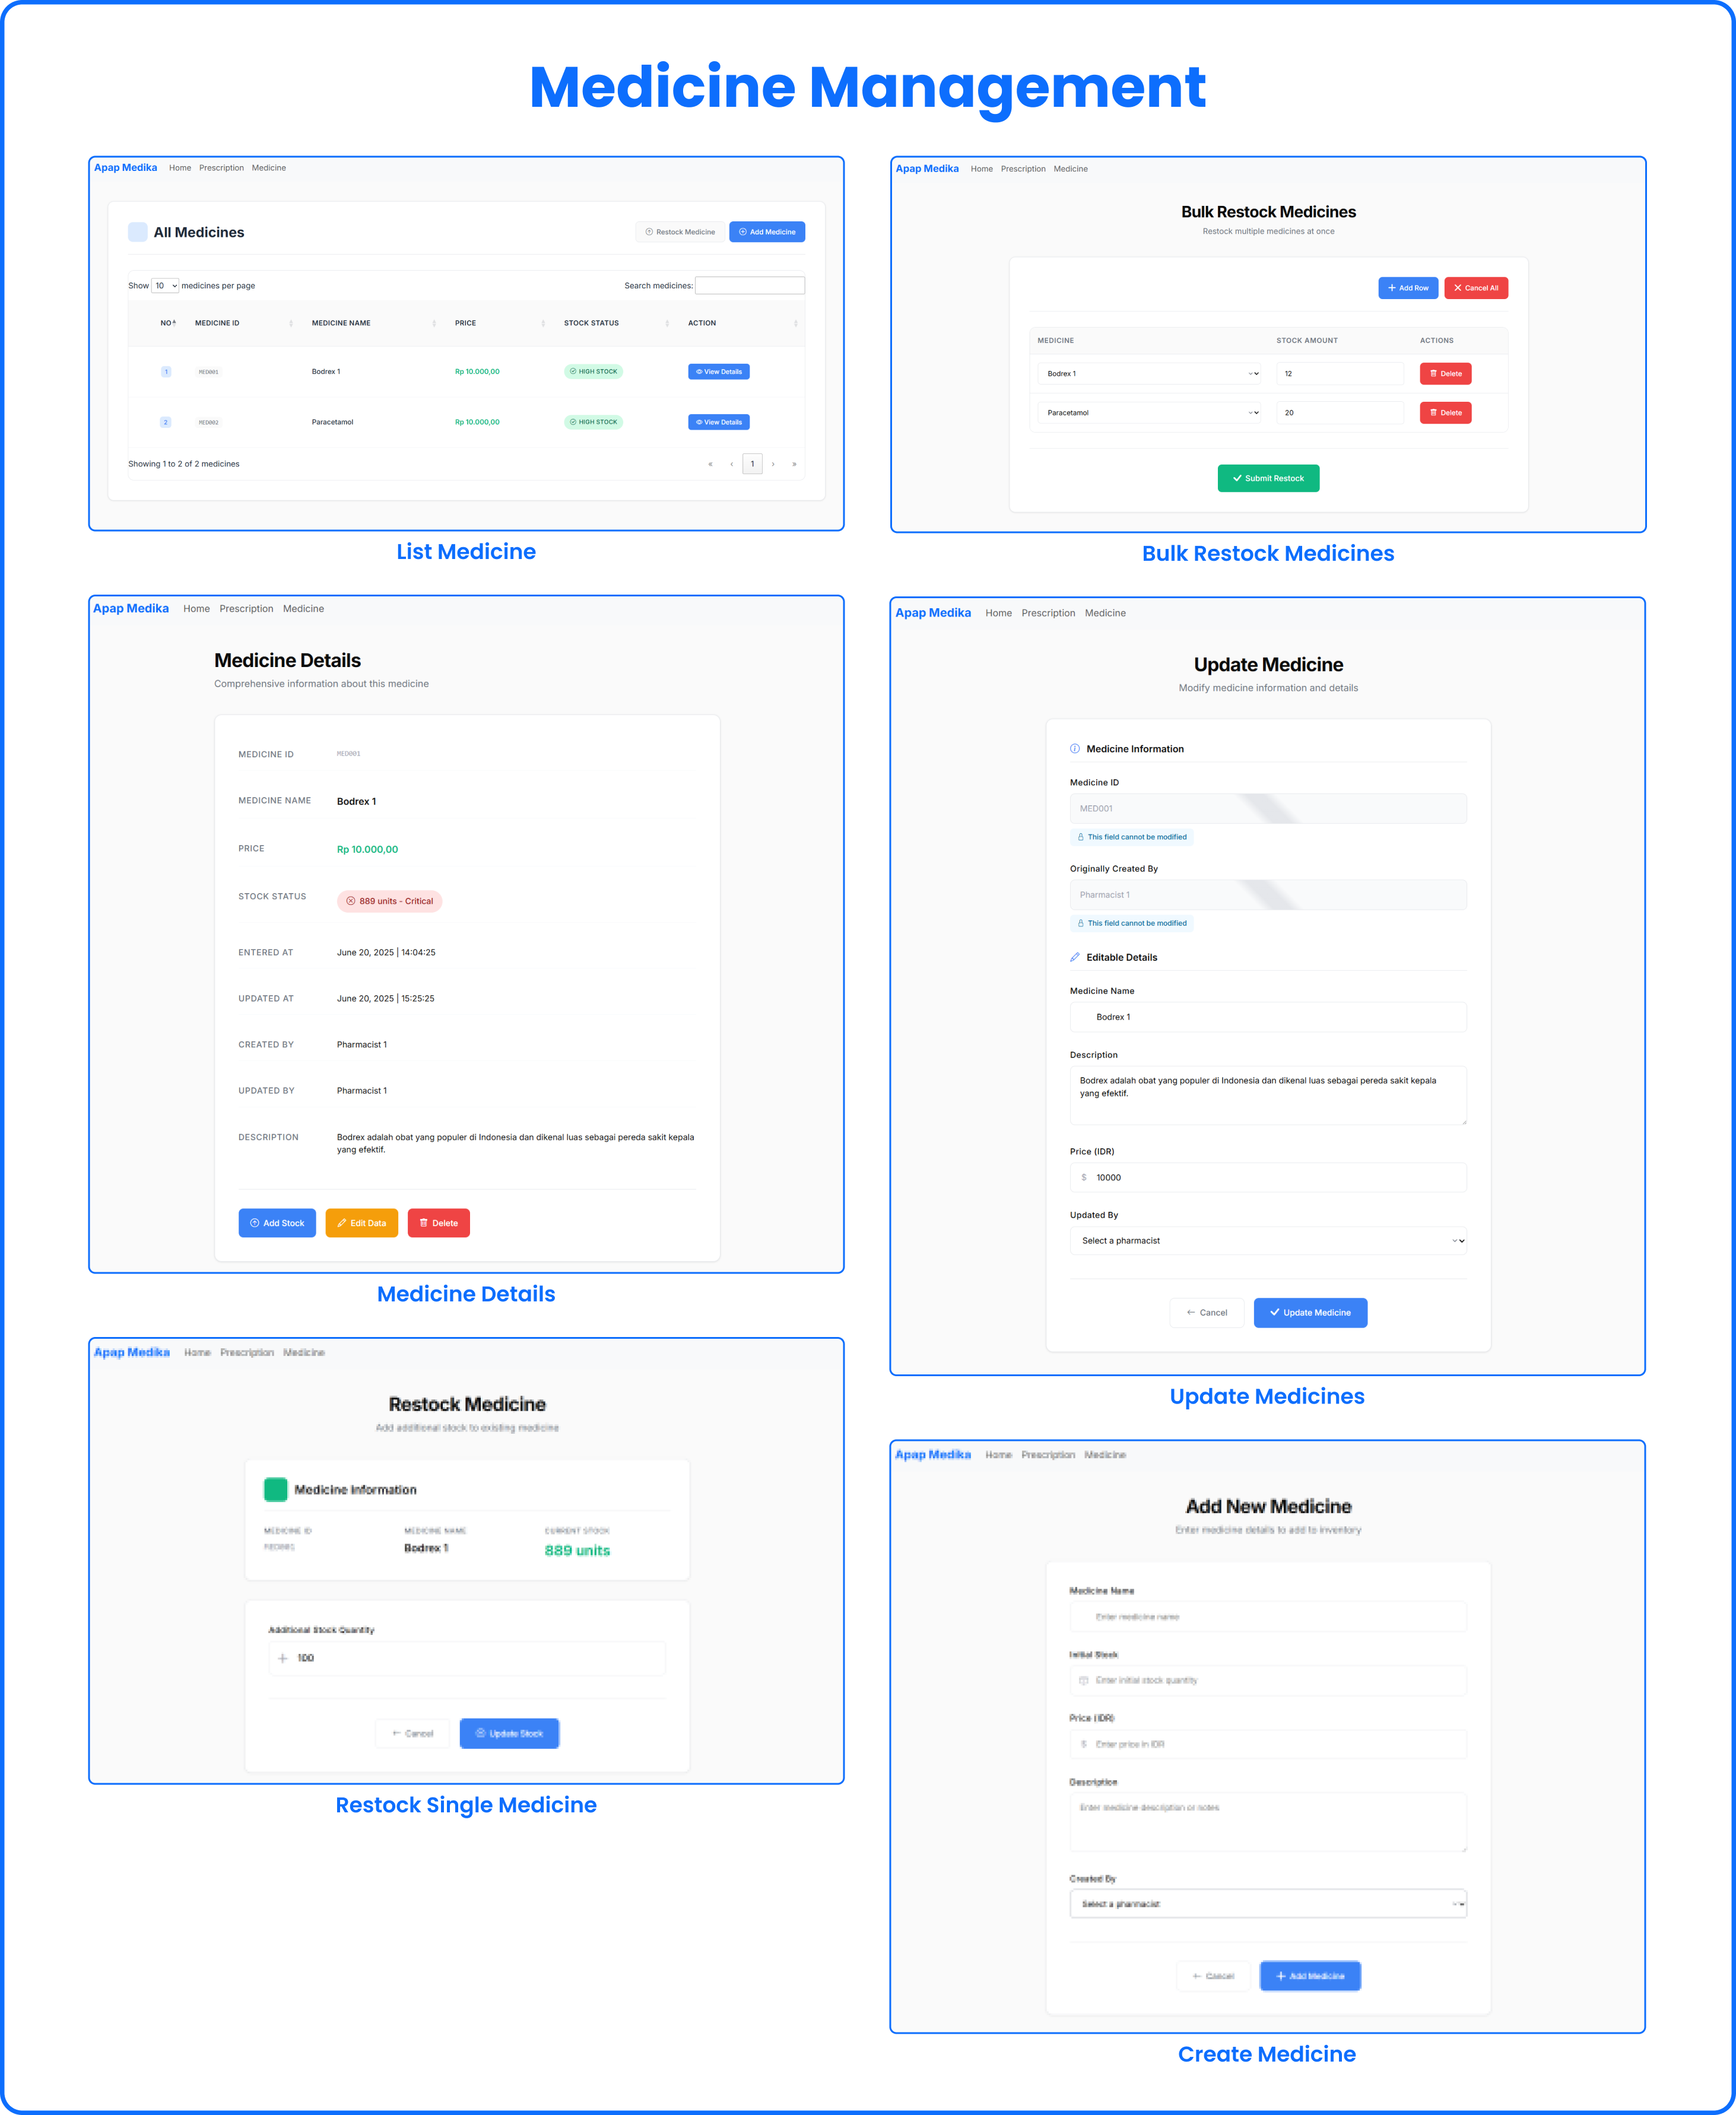 Medicine Management
Apap Medika Home Prescription Medicine
All Medicines
Restock Medicine
Add Medicine
Show 10 medicines per page
Search medicines:
NO MEDICINE ID MEDICINE NAME PRICE STOCK STATUS ACTION
1 MED001 Bodrex 1 Rp 10.000,00 HIGH STOCK View Details
2 MED002 Paracetamol Rp 10.000,00 HIGH STOCK View Details
Showing 1 to 2 of 2 medicines
« ‹ 1 › »
List Medicine
Apap Medika Home Prescription Medicine
Bulk Restock Medicines
Restock multiple medicines at once
Add Row
Cancel All
MEDICINE STOCK AMOUNT ACTIONS
Bodrex 1 12 Delete
Paracetamol 20 Delete
Submit Restock
Bulk Restock Medicines
Apap Medika Home Prescription Medicine
Medicine Details
Comprehensive information about this medicine
MEDICINE ID MED001
MEDICINE NAME Bodrex 1
PRICE Rp 10.000,00
STOCK STATUS 889 units - Critical
ENTERED AT June 20, 2025 | 14:04:25
UPDATED AT June 20, 2025 | 15:25:25
CREATED BY Pharmacist 1
UPDATED BY Pharmacist 1
DESCRIPTION Bodrex adalah obat yang populer di Indonesia dan dikenal luas sebagai pereda sakit kepala
yang efektif.
Add Stock
Edit Data
Delete
Medicine Details
Apap Medika Home Prescription Medicine
Update Medicine
Modify medicine information and details
Medicine Information
Medicine ID
MED001
This field cannot be modified
Originally Created By
Pharmacist 1
This field cannot be modified
Editable Details
Medicine Name
Bodrex 1
Description
Bodrex adalah obat yang populer di Indonesia dan dikenal luas sebagai pereda sakit kepala
yang efektif.
Price (IDR)
$ 10000
Updated By
Select a pharmacist
Cancel
Update Medicine
Update Medicines
Apap Medika Home Prescription Medicine
Restock Medicine
Add additional stock to existing medicine
Medicine Information
MEDICINE ID MEDICINE NAME CURRENT STOCK
MED001 Bodrex 1 889 units
Additional Stock Quantity
100
Cancel
Update Stock
Restock Single Medicine
Apap Medika Home Prescription Medicine
Add New Medicine
Enter medicine details to add to inventory
Medicine Name
Enter medicine name
Initial Stock
Enter initial stock quantity
Price (IDR)
$ Enter price in IDR
Description
Enter medicine description or notes
Created By
Select a pharmacist
Cancel
Add Medicine
Create Medicine